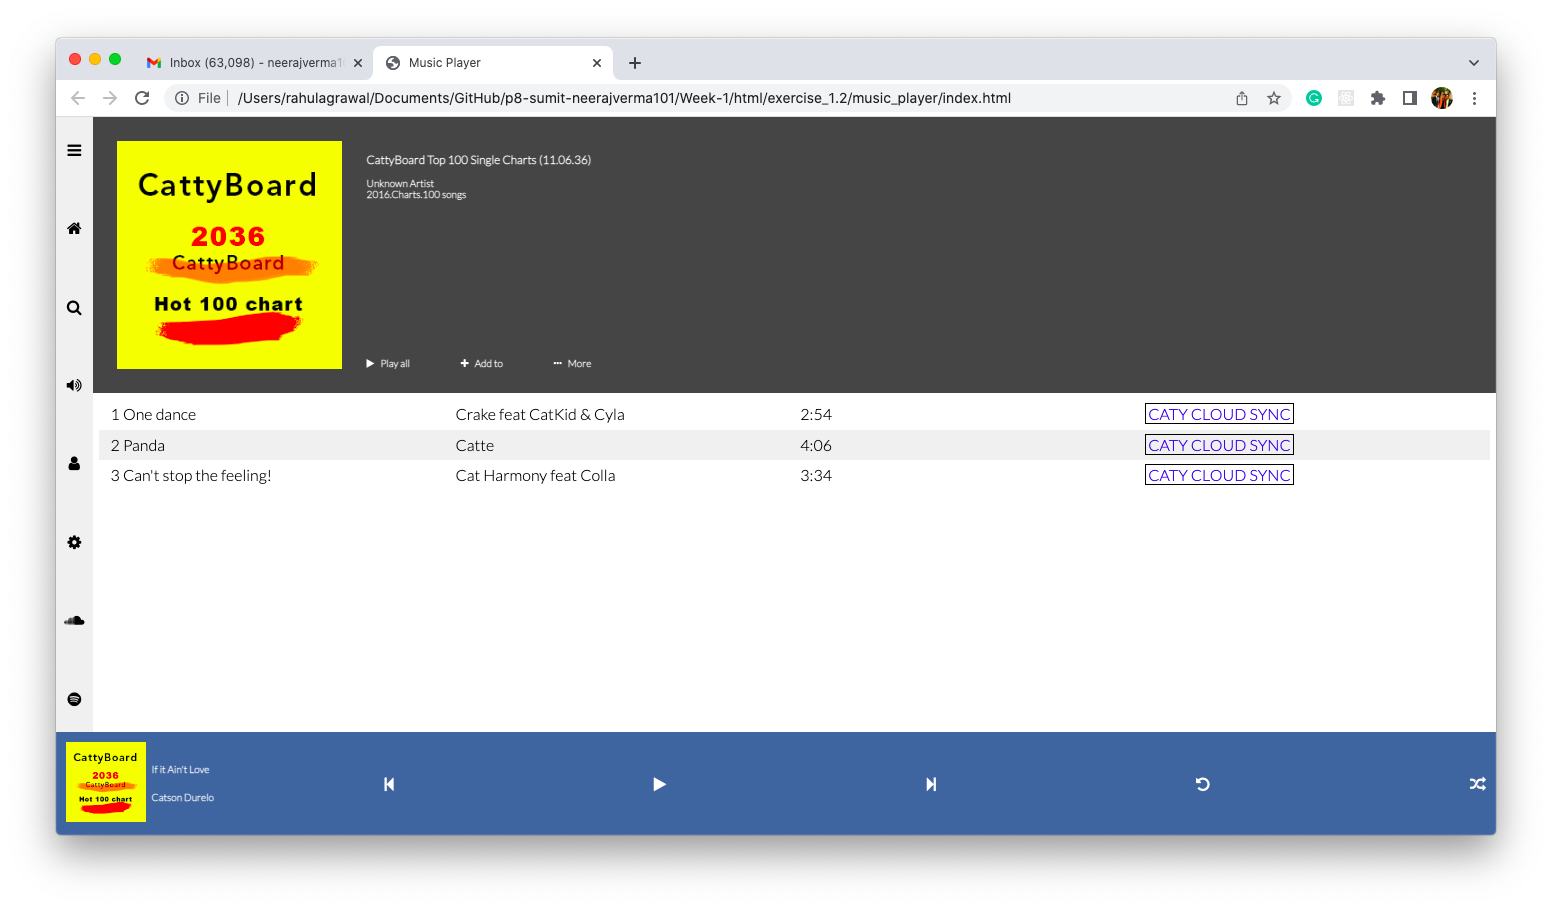 Inbox (63,098) - neerajverma1
Music Player
File
/Users/rahulagrawal/Documents/GitHub/p8-sumit-neerajverma101/Week-1/html/exercise_1.2/music_player/index.html
CattyBoard
2036
CattyBoard
Hot 100 chart
CattyBoard Top 100 Single Charts (11.06.36)
Unknown Artist
2016.Charts.100 songs
Play all
Add to
More
1 One dance Crake feat CatKid & Cyla 2:54 CATY CLOUD SYNC
2 Panda Catte 4:06 CATY CLOUD SYNC
3 Can't stop the feeling! Cat Harmony feat Colla 3:34 CATY CLOUD SYNC
CattyBoard
2036
CattyBoard
Hot 100 chart
If it Ain't Love
Catson Durelo